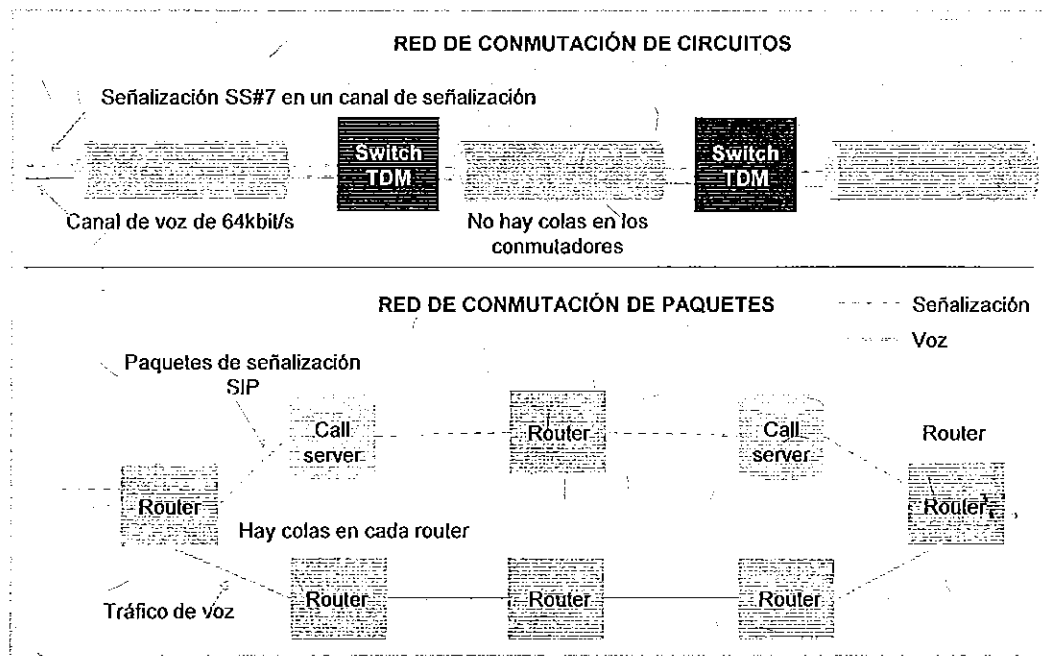 RED DE CONMUTACIÓN DE CIRCUITOS
Señalización SS#7 en un canal de señalización
Switch
TDM
Switch
TDM
Canal de voz de 64kbit/s
No hay colas en los
conmutadores
RED DE CONMUTACIÓN DE PAQUETES
Señalización
Voz
Paquetes de señalización
SIP
Call
server
Router
Call
server
Router
Router
Router
Hay colas en cada router
Tráfico de voz
Router
Router
Router